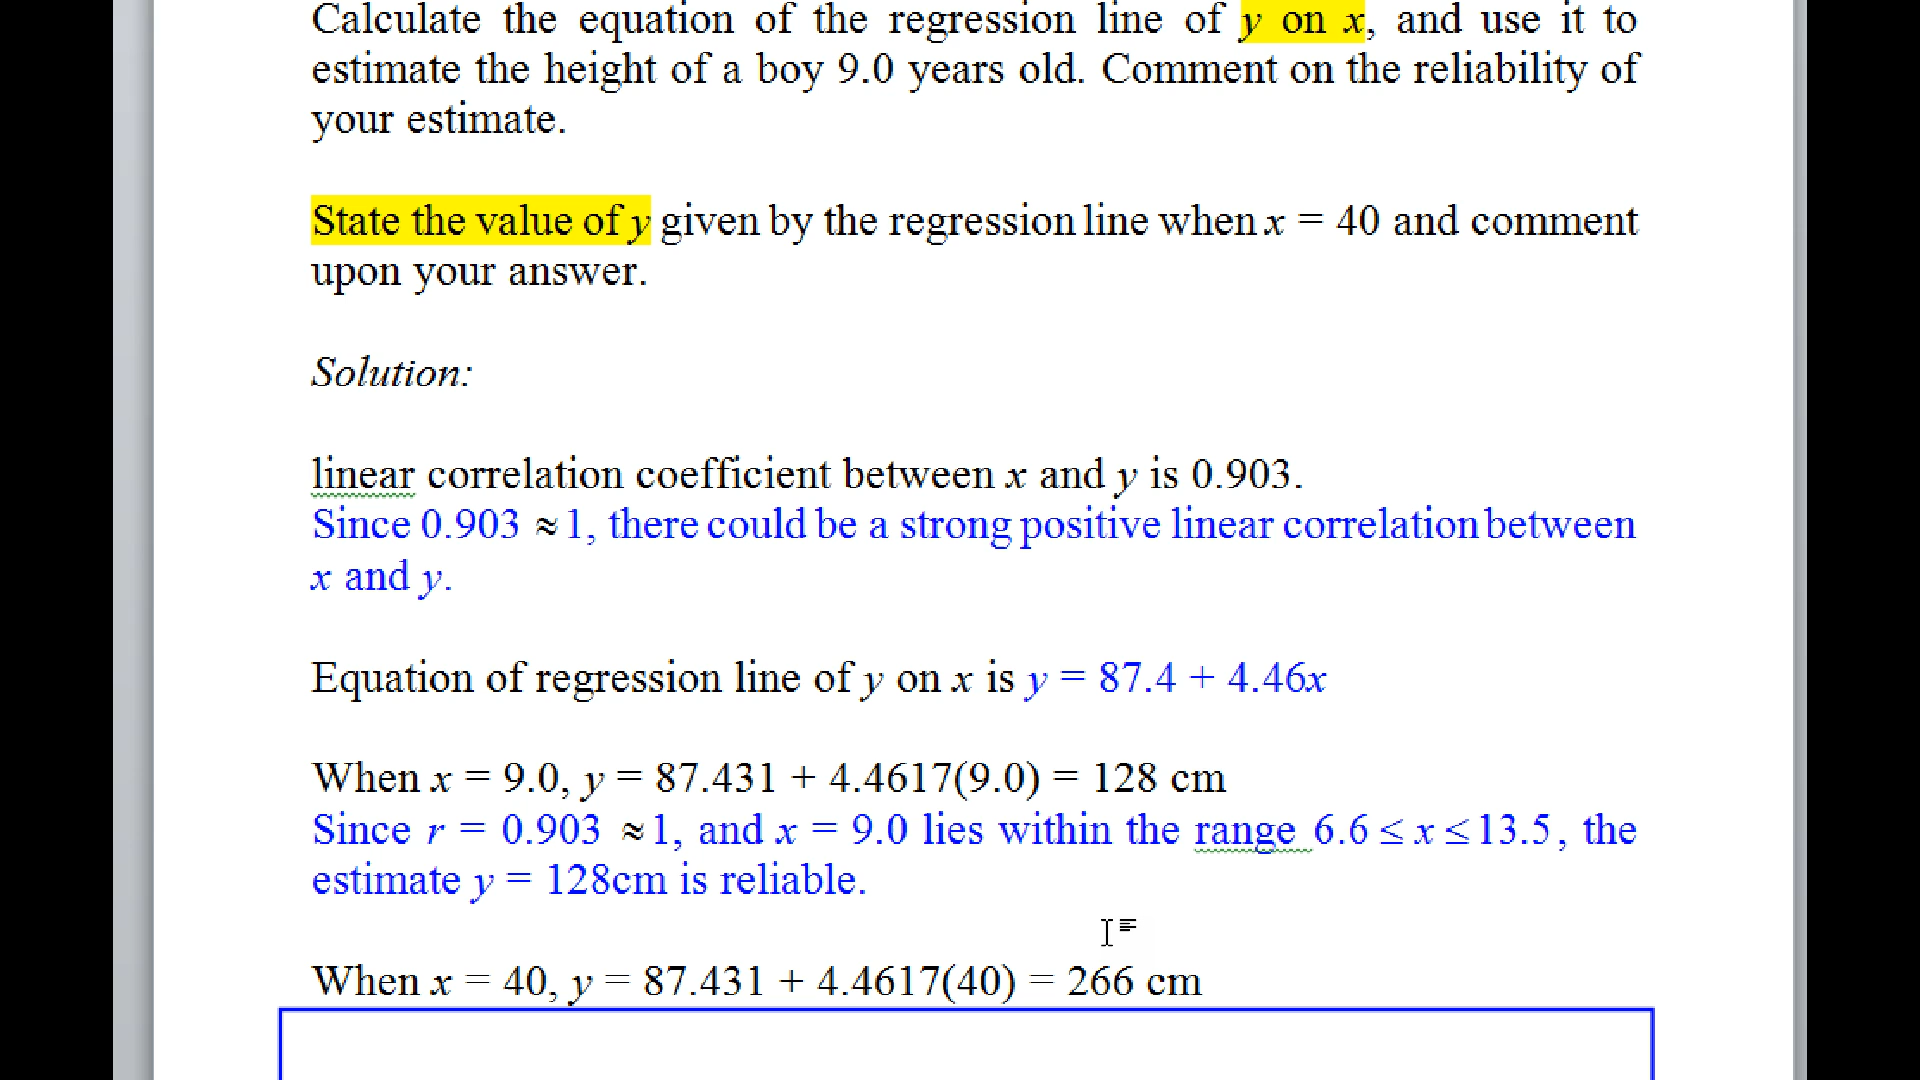 Calculate the equation of the regression line of y on x, and use it to
estimate the height of a boy 9.0 years old. Comment on the reliability of
your estimate.
State the value of y given by the regression line when x = 40 and comment
upon your answer.
Solution:
linear correlation coefficient between x and y is 0.903.
Since 0.903 ≈ 1, there could be a strong positive linear correlation between
x and y.
Equation of regression line of y on x is y = 87.4 + 4.46x
When x = 9.0, y = 87.431 + 4.4617(9.0) = 128 cm
Since r = 0.903 ≈ 1, and x = 9.0 lies within the range 6.6 ≤ x ≤ 13.5, the
estimate y = 128cm is reliable.
When x = 40, y = 87.431 + 4.4617(40) = 266 cm